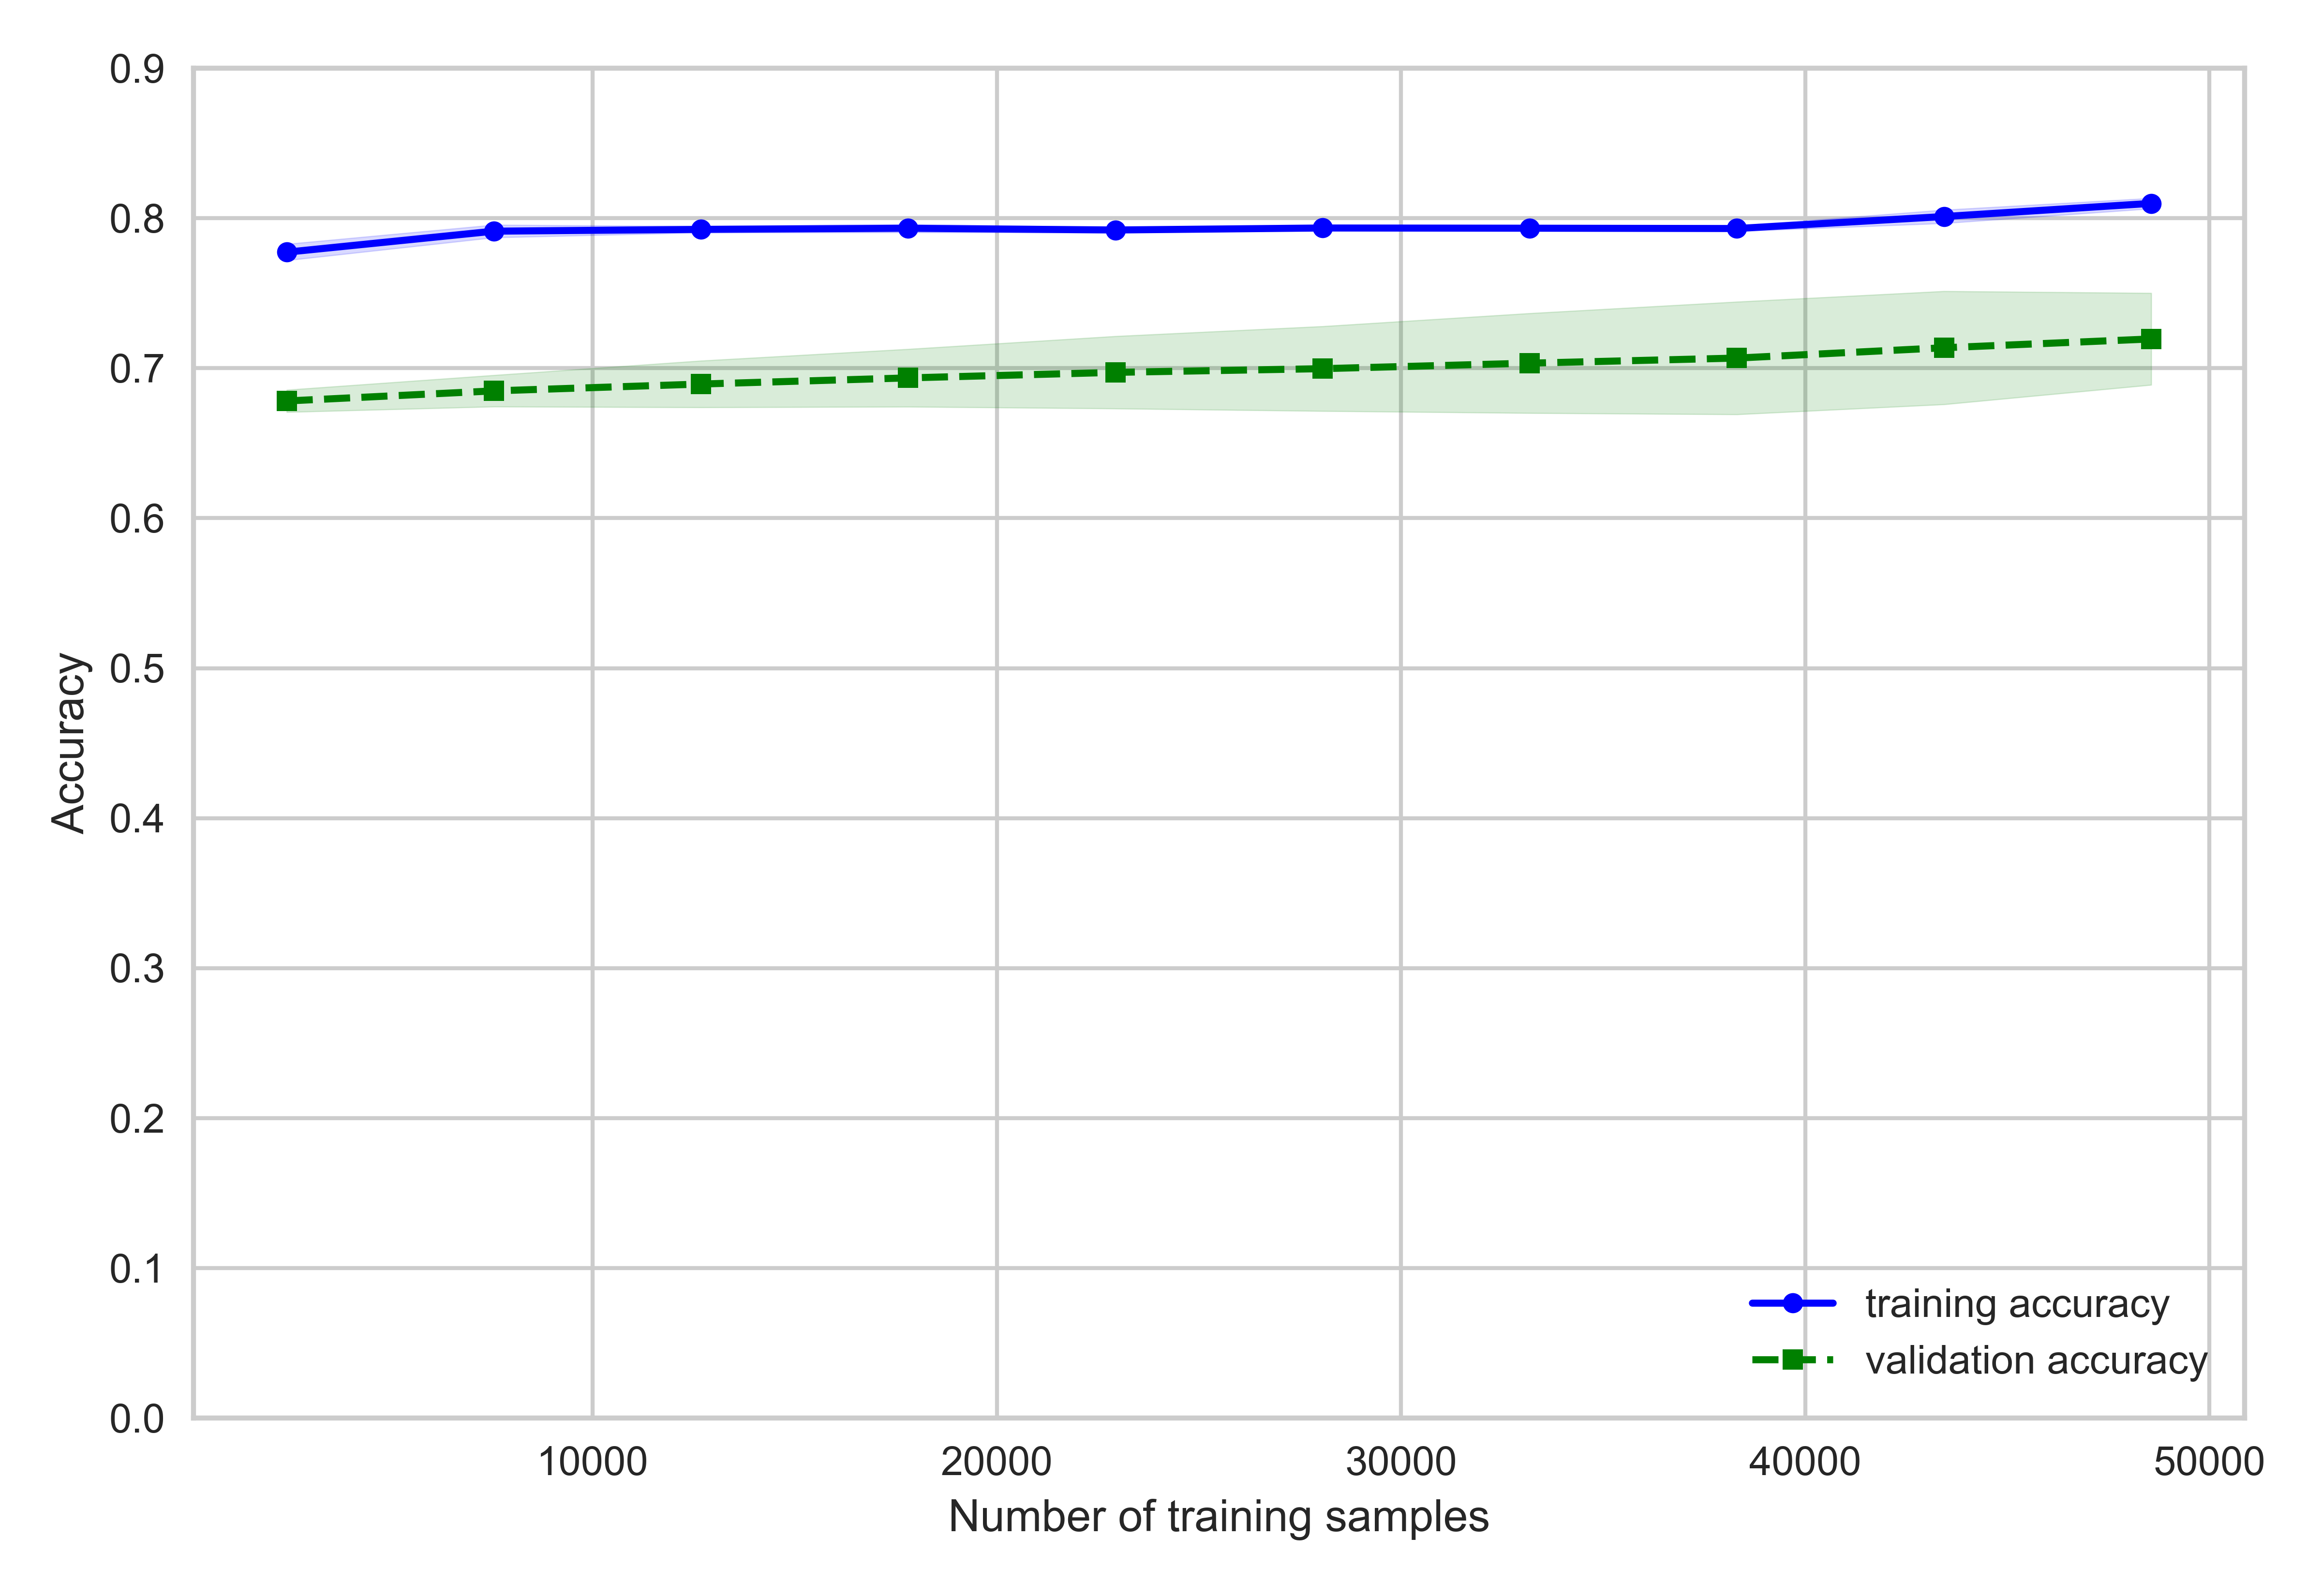 0.9
0.8
0.7
0.6
0.5
0.4
0.3
0.2
0.1
0.0
Accuracy
training accuracy
validation accuracy
10000 20000 30000 40000 50000
Number of training samples